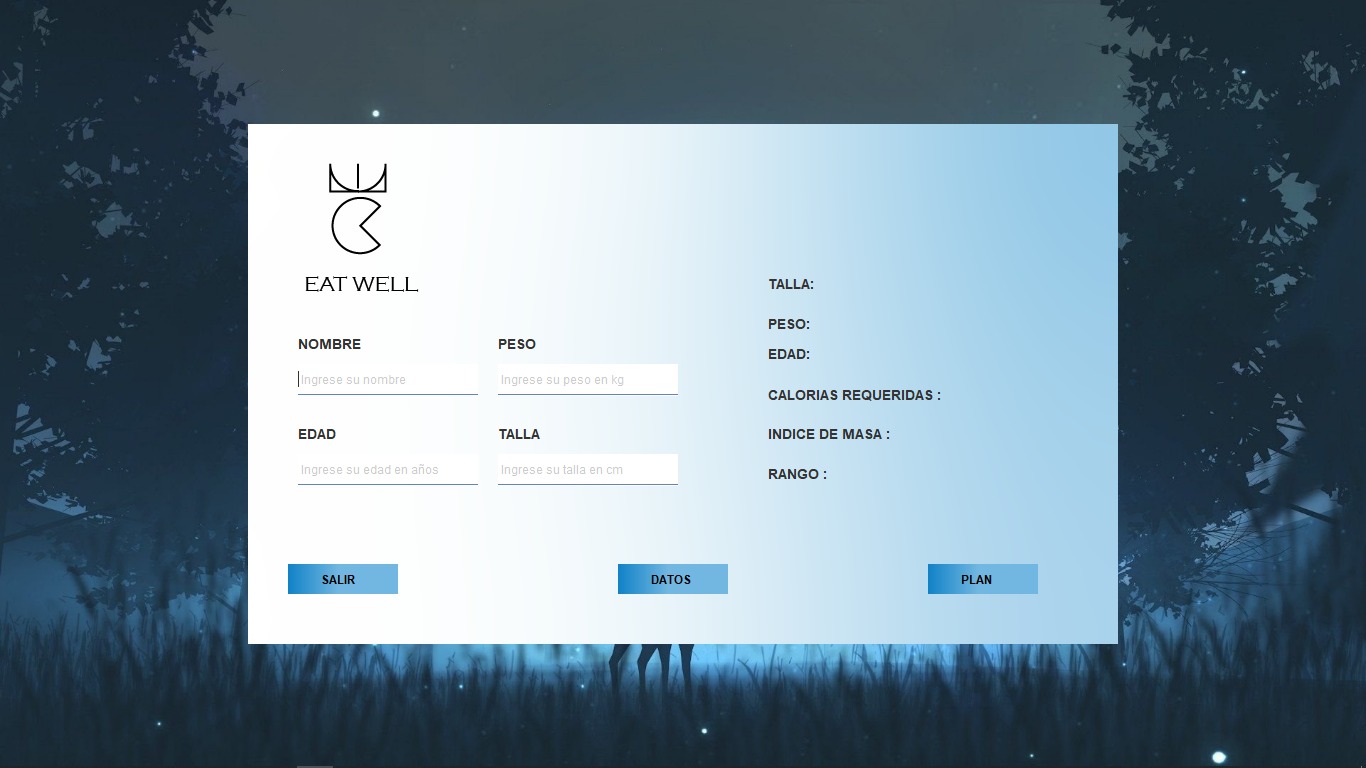 EAT WELL
NOMBRE
Ingrese su nombre
PESO
Ingrese su peso en kg
EDAD
Ingrese su edad en años
TALLA
Ingrese su talla en cm
TALLA:
PESO:
EDAD:
CALORIAS REQUERIDAS :
INDICE DE MASA :
RANGO :
SALIR
DATOS
PLAN